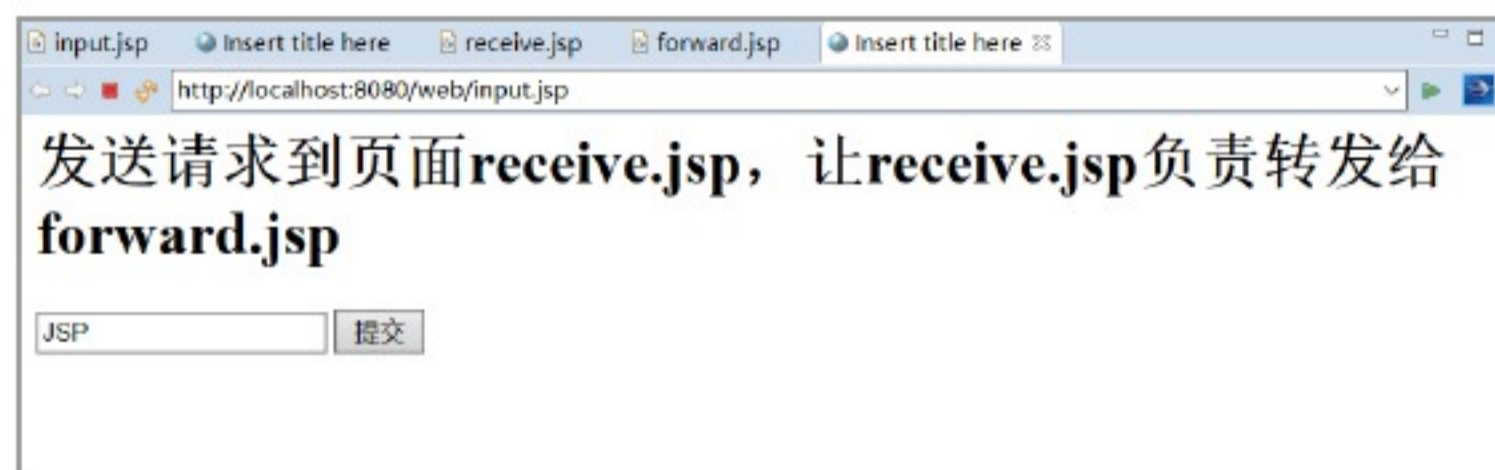 input.jsp Insert title here receive.jsp forward.jsp Insert title here
http://localhost:8080/web/input.jsp
发送请求到页面receive.jsp，让receive.jsp负责转发给
forward.jsp
JSP 提交